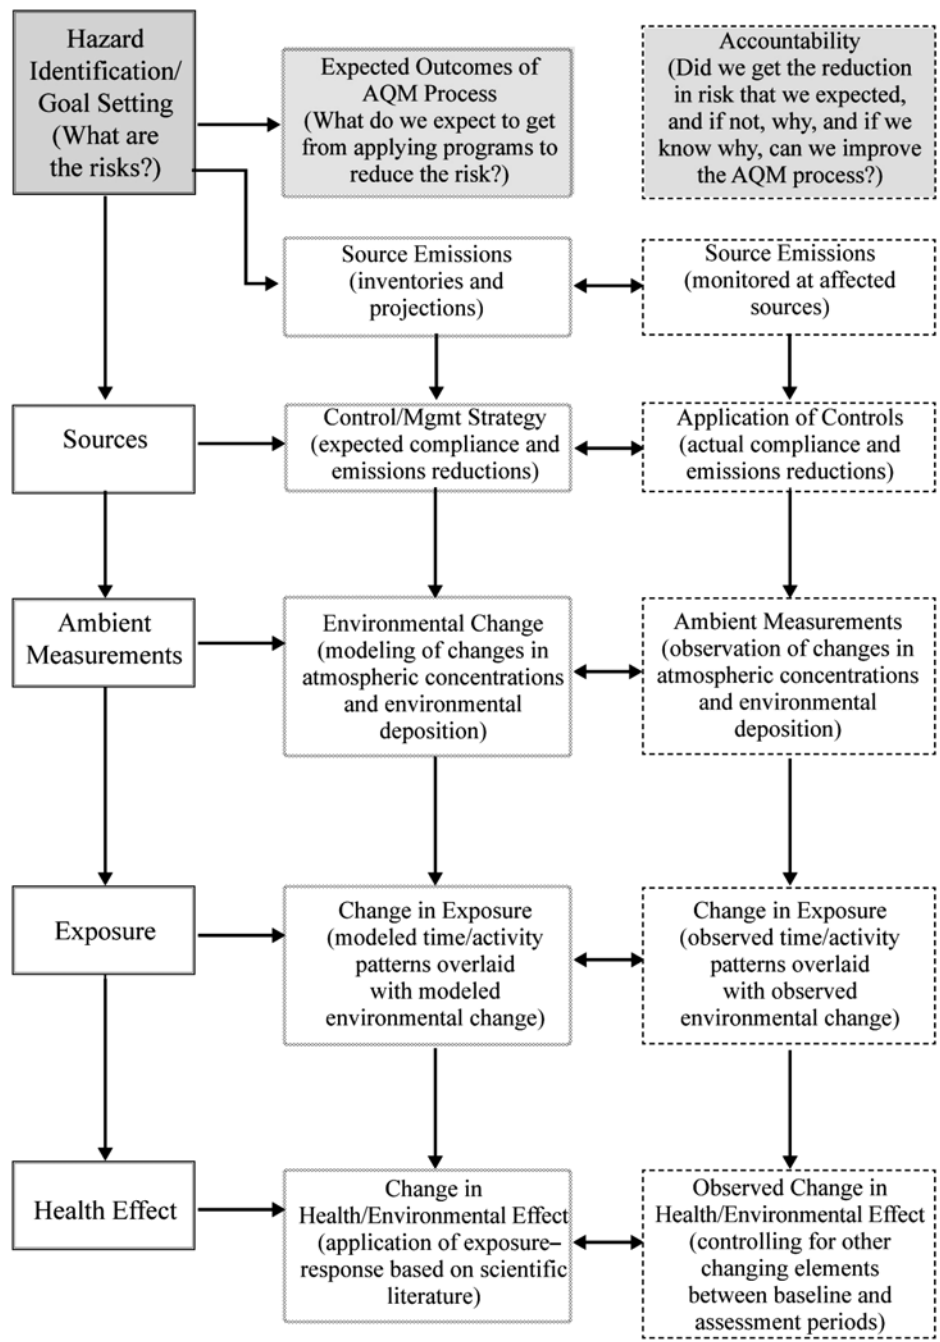 Hazard
Identification/
Goal Setting
(What are
the risks?)
Expected Outcomes of
AQM Process
(What do we expect to get
from applying programs to
reduce the risk?)
Accountability
(Did we get the reduction
in risk that we expected,
and if not, why, and if we
know why, can we improve
the AQM process?)
Source Emissions
(inventories and
projections)
Source Emissions
(monitored at affected
sources)
Sources
Control/Mgmt Strategy
(expected compliance and
emissions reductions)
Application of Controls
(actual compliance and
emissions reductions)
Ambient
Measurements
Environmental Change
(modeling of changes in
atmospheric concentrations
and environmental
deposition)
Ambient Measurements
(observation of changes in
atmospheric concentrations
and environmental
deposition)
Exposure
Change in Exposure
(modeled time/activity
patterns overlaid
with modeled
environmental change)
Change in Exposure
(observed time/activity
patterns overlaid
with observed
environmental change)
Health Effect
Change in
Health/Environmental Effect
(application of exposure–
response based on scientific
literature)
Observed Change in
Health/Environmental Effect
(controlling for other
changing elements
between baseline and
assessment periods)